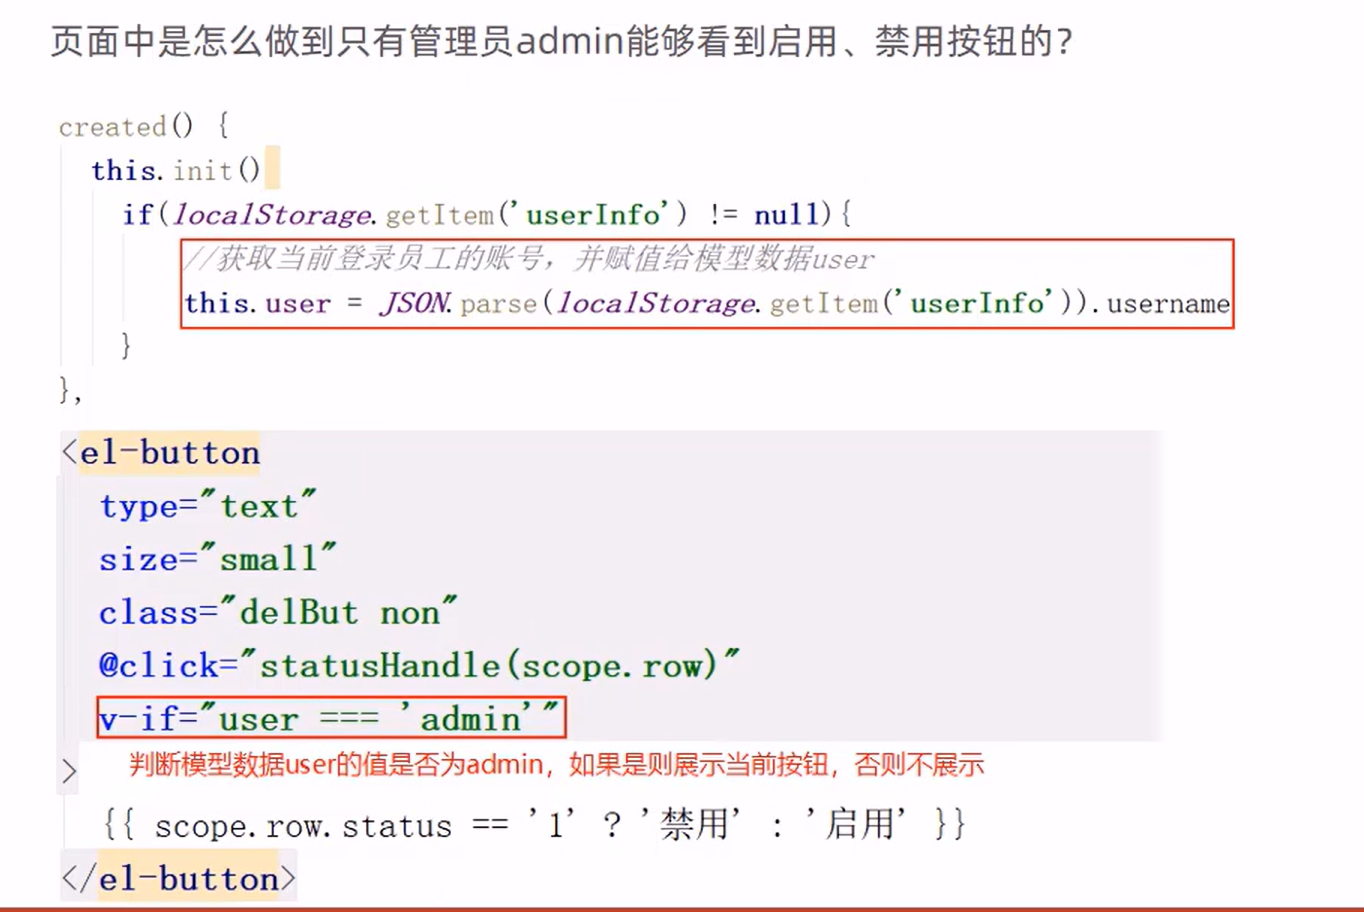 页面中是怎么做到只有管理员admin能够看到启用、禁用按钮的？
created() {
this.init()
if(localStorage.getItem('userInfo') != null){
//获取当前登录员工的账号，并赋值给模型数据user
this.user = JSON.parse(localStorage.getItem('userInfo')).username
}
},
<el-button
type="text"
size="small"
class="delBut non"
@click="statusHandle(scope.row)"
v-if="user === 'admin'"
> 判断模型数据user的值是否为admin，如果是则展示当前按钮，否则不展示
{{ scope.row.status == '1' ? '禁用' : '启用' }}
</el-button>